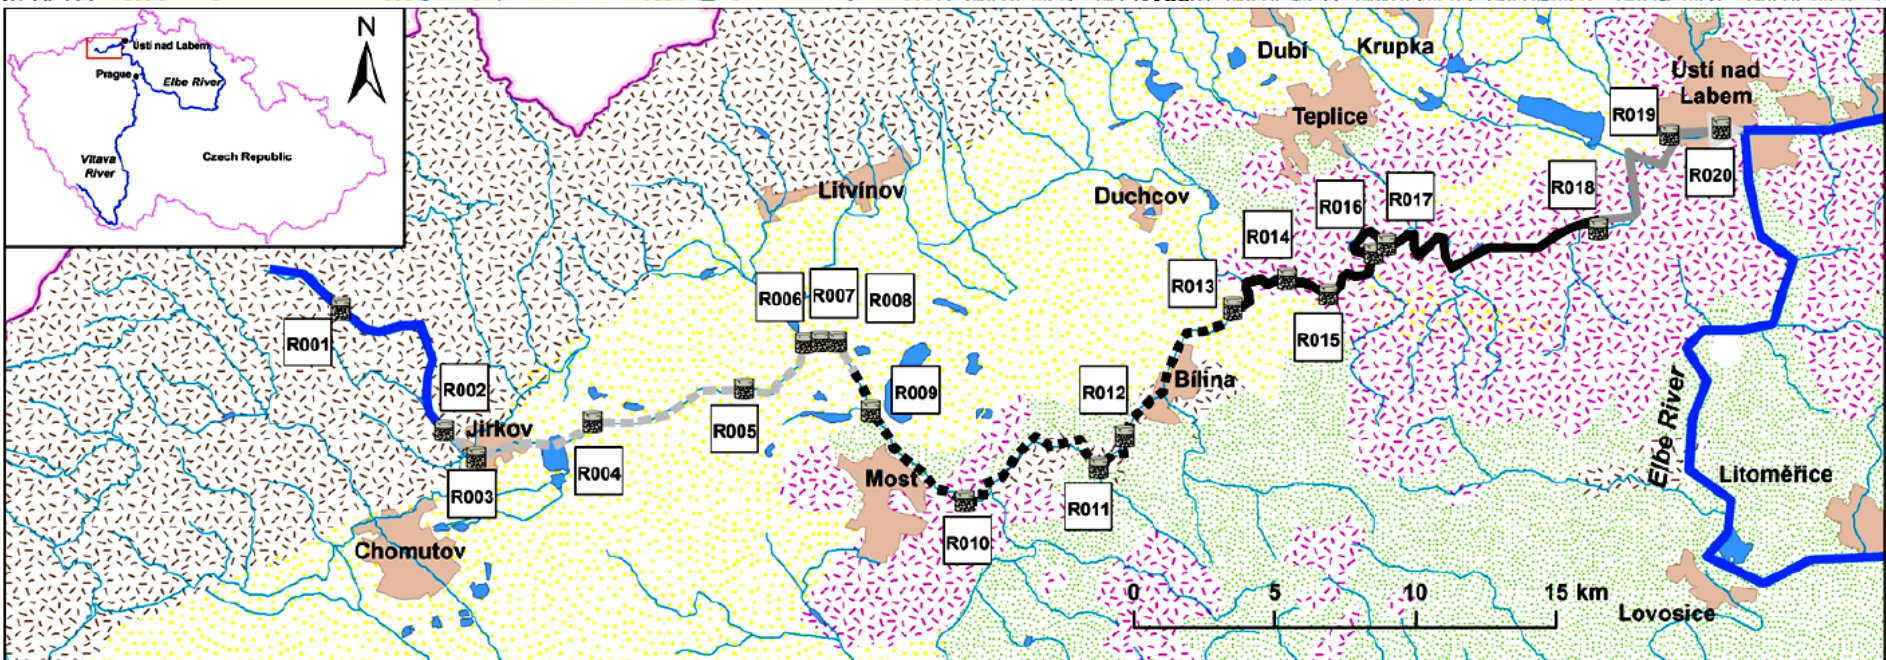 N
Ústí nad Labem
Prague
Elbe River
Vltava
River
Czech Republic
Dubí
Krupka
Ústí nad
Labem
Teplice
R019
R020
R018
R017
R016
R014
Duchcov
Litvínov
R013
R006
R007
R008
R015
R001
R002
R009
R012
Bílina
Jirkov
R005
R004
R003
Most
R011
R010
Chomutov
Elbe River
Litoměřice
Lovosice
0 5 10 15 km